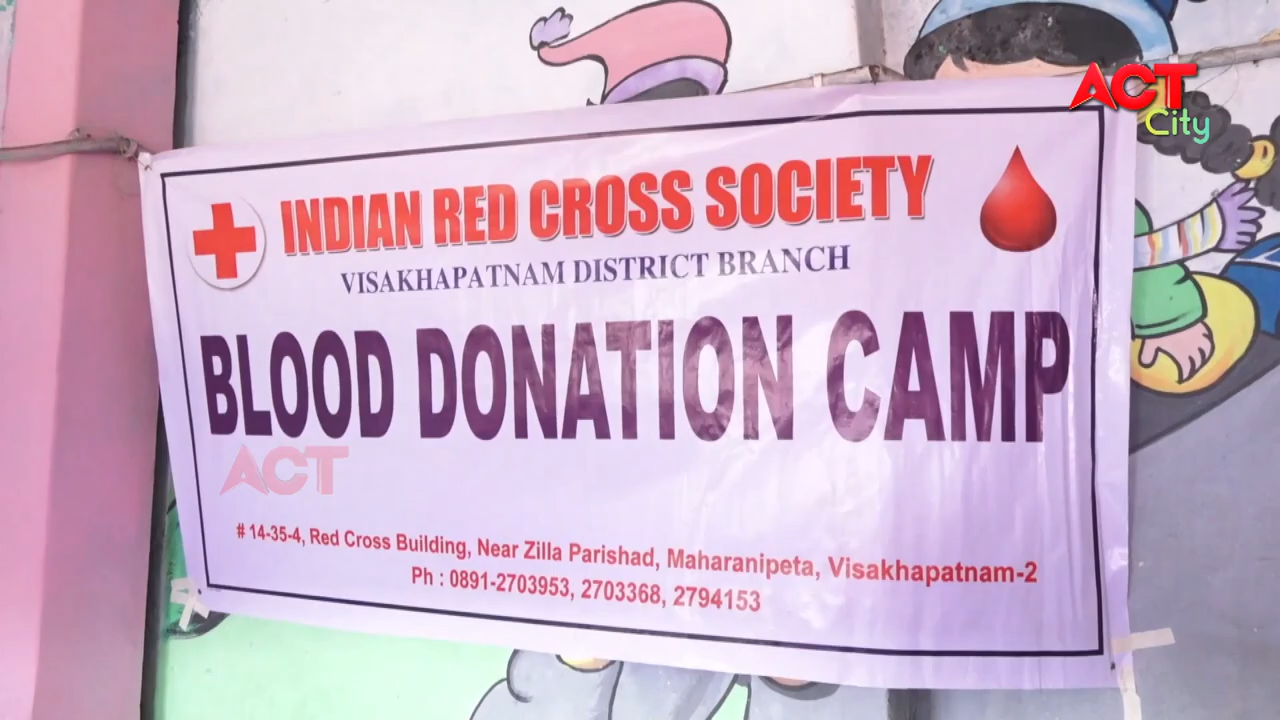 ACT
City
INDIAN RED CROSS SOCIETY
VISAKHAPATNAM DISTRICT BRANCH
BLOOD DONATION CAMP
ACT
# 14-35-4, Red Cross Building, Near Zilla Parishad, Maharanipeta, Visakhapatnam-2
Ph : 0891-2703953, 2703368, 2794153